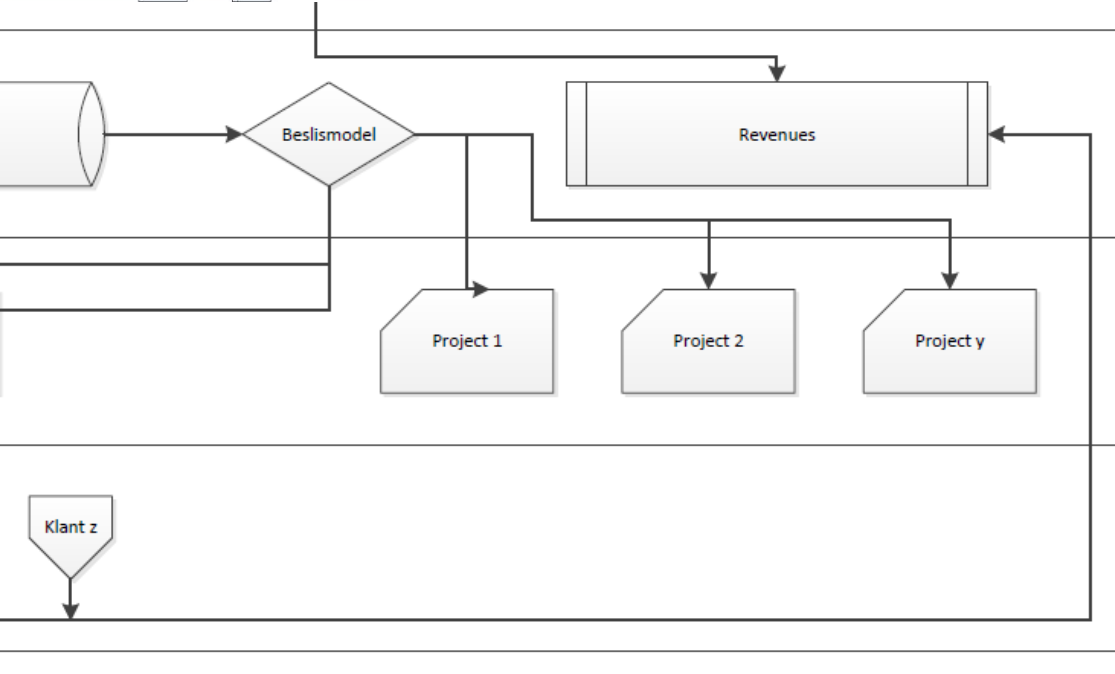 Beslismodel
Revenues
Project 1
Project 2
Project y
Klant z